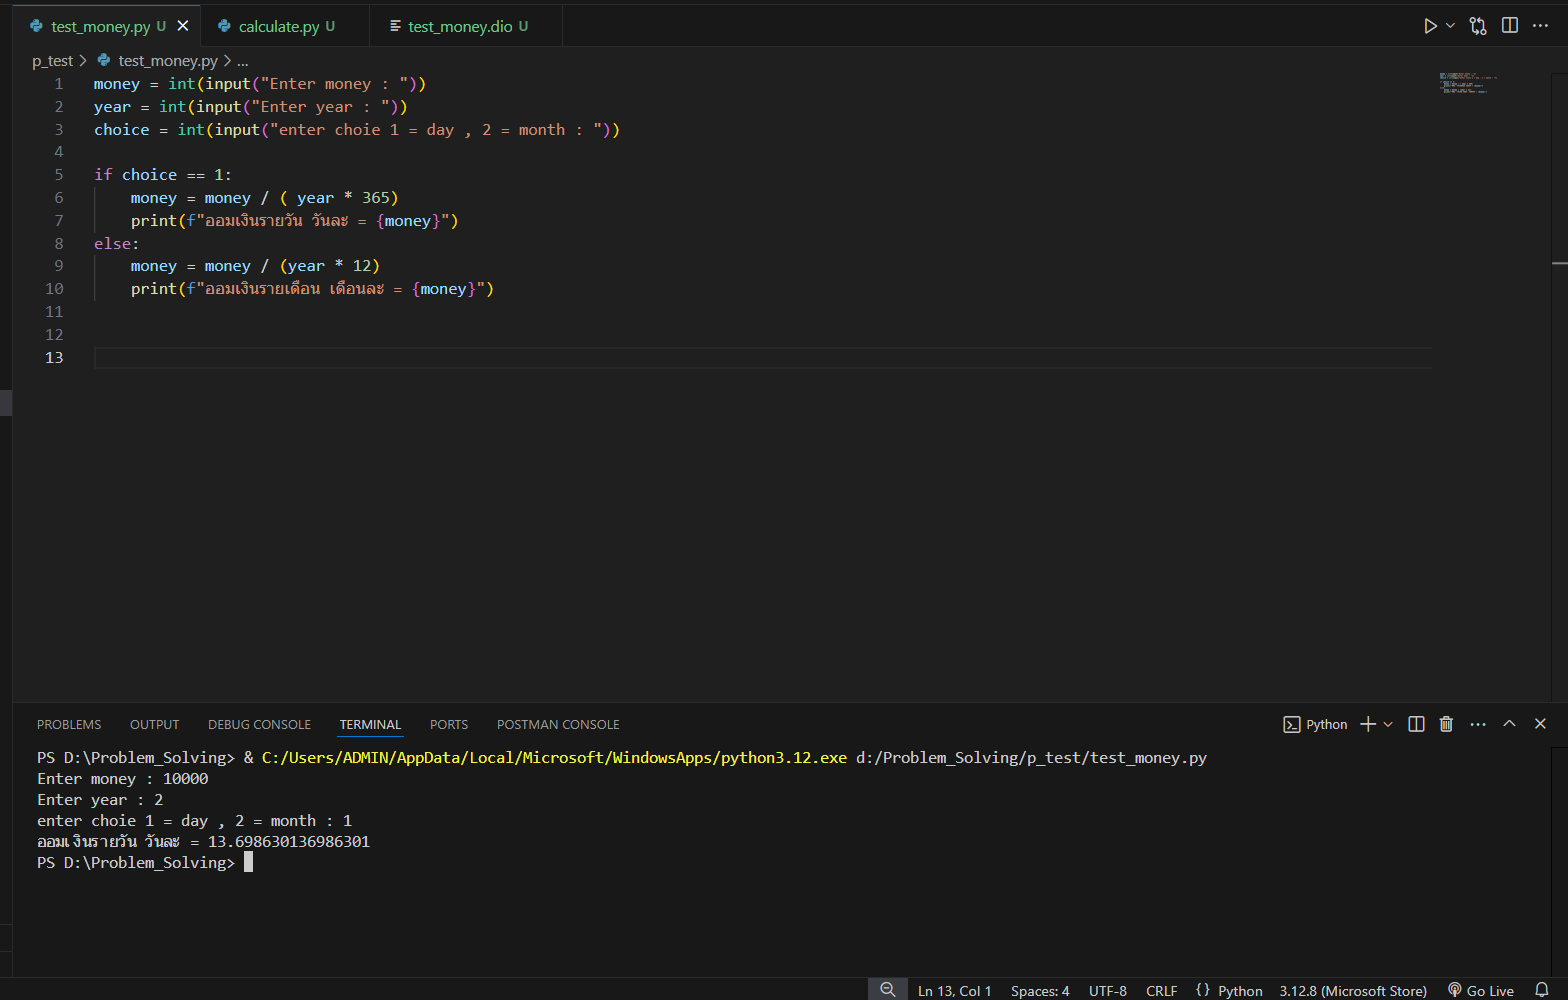 test_money.py U
calculate.py U
test_money.dio U
p_test > test_money.py > ...
1 money = int(input("Enter money : "))
2 year = int(input("Enter year : "))
3 choice = int(input("enter choie 1 = day , 2 = month : "))
4
5 if choice == 1:
6     money = money / ( year * 365)
7     print(f"ออมเงินรายวัน วันละ = {money}")
8 else:
9     money = money / (year * 12)
10     print(f"ออมเงินรายเดือน เดือนละ = {money}")
11
12
13
PROBLEMS OUTPUT DEBUG CONSOLE TERMINAL PORTS POSTMAN CONSOLE
Python
PS D:\Problem_Solving> & C:/Users/ADMIN/AppData/Local/Microsoft/WindowsApps/python3.12.exe d:/Problem_Solving/p_test/test_money.py
Enter money : 10000
Enter year : 2
enter choie 1 = day , 2 = month : 1
ออมเงินรายวัน วันละ = 13.698630136986301
PS D:\Problem_Solving>
Ln 13, Col 1 Spaces: 4 UTF-8 CRLF {} Python 3.12.8 (Microsoft Store) Go Live